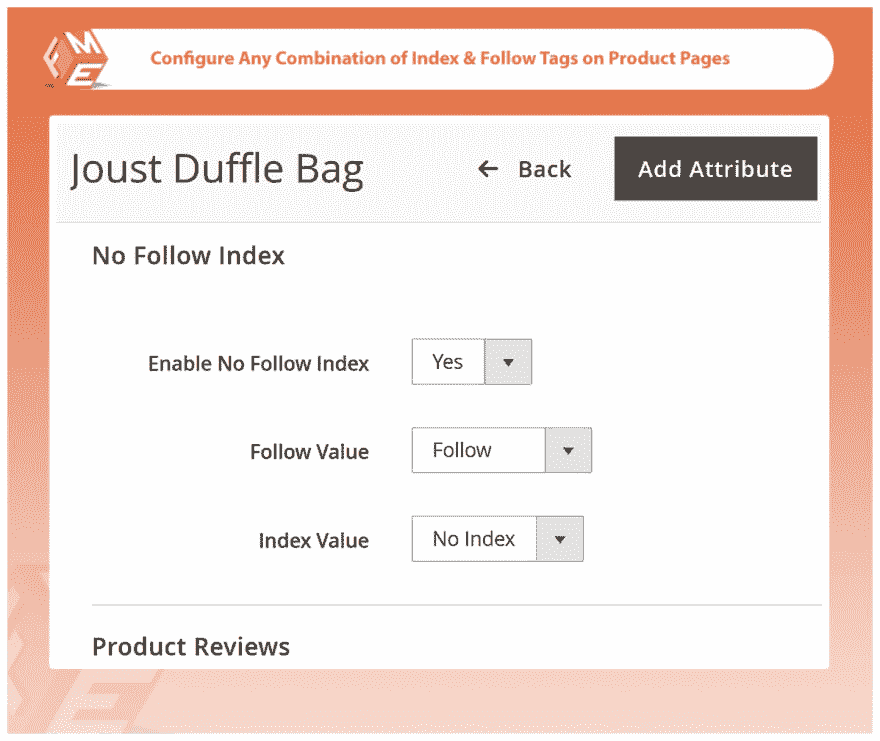 FME
Configure Any Combination of Index & Follow Tags on Product Pages
Joust Duffle Bag
← Back
Add Attribute
No Follow Index
Enable No Follow Index
Yes
Follow Value
Follow
Index Value
No Index
Product Reviews